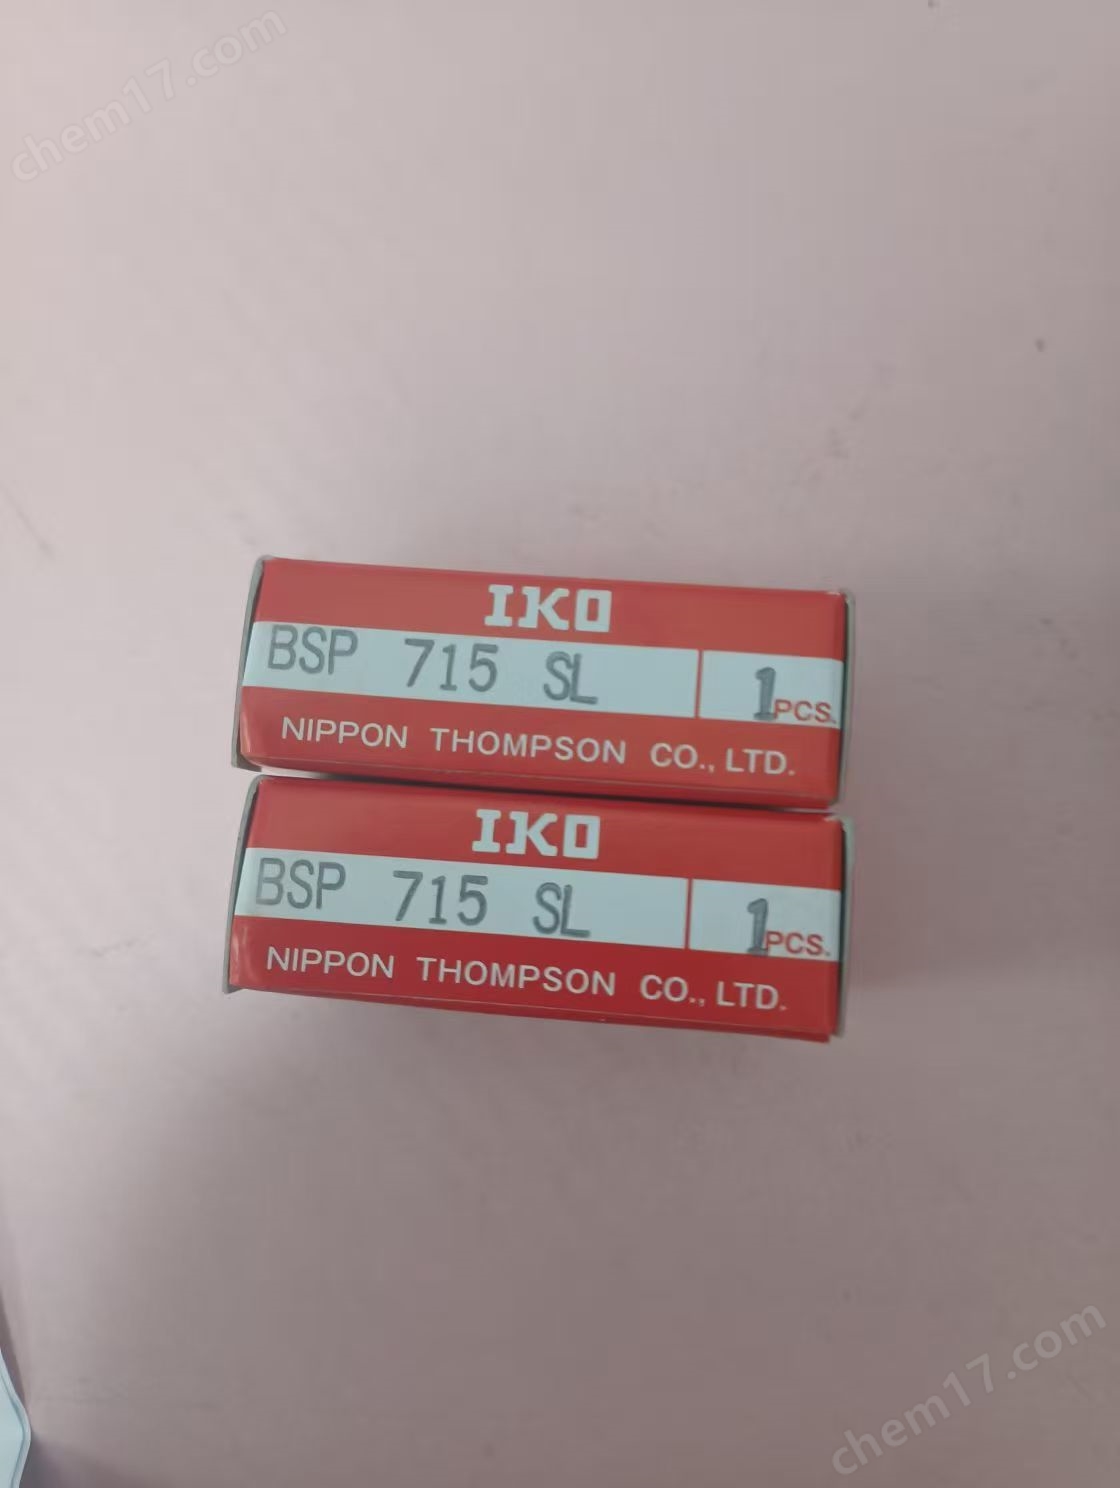 chem17.com
IKO
BSP 715 SL 1PCS.
NIPPON THOMPSON CO., LTD.
IKO
BSP 715 SL 1PCS.
NIPPON THOMPSON CO., LTD.
chem17.com